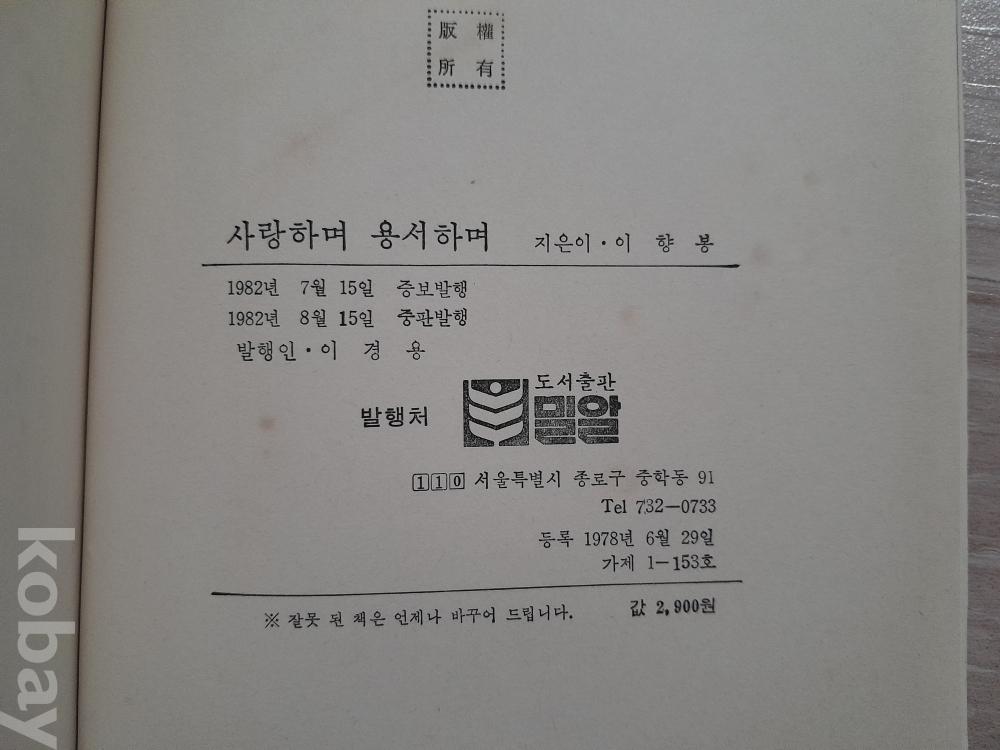 版 權
所 有
사랑하며 용서하며 지은이·이 향 봉
1982년 7월 15일 증보발행
1982년 8월 15일 중판발행
발행인·이 경 용
발행처 도서출판 밀알
110 서울특별시 종로구 중학동 91
Tel 732-0733
등록 1978년 6월 29일
가제 1-153호
※ 잘못 된 책은 언제나 바꾸어 드립니다. 값 2,900원
kobay